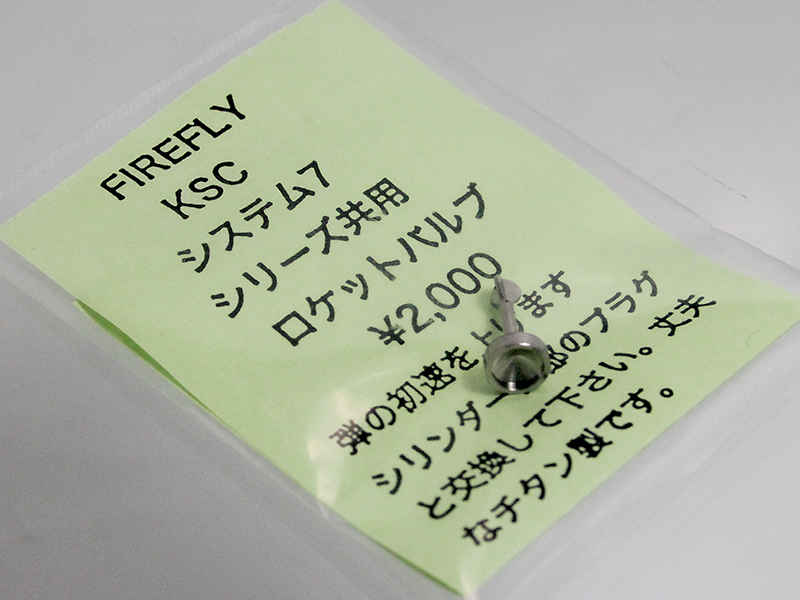 FIREFLY
KSC
システム7
シリーズ共用
ロケットバルブ
¥2,000
弾の初速を上します
シリンダー 部のプラグ
と交換して下さい。丈夫
なチタン製です。